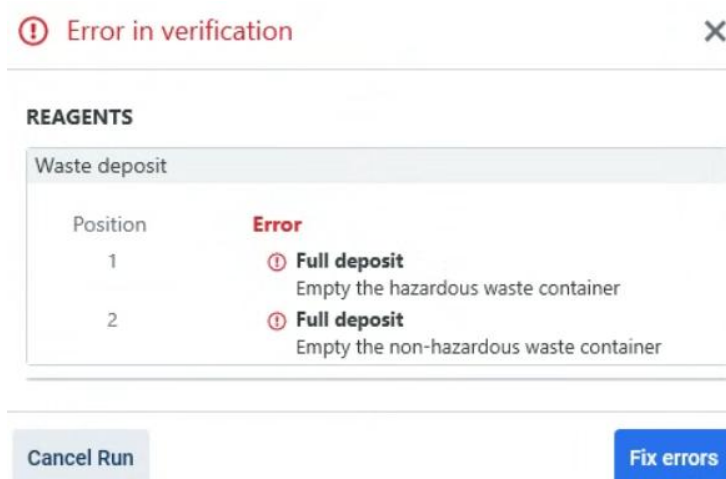 Error in verification
REAGENTS
Waste deposit
Position Error
1 Full deposit
Empty the hazardous waste container
2 Full deposit
Empty the non-hazardous waste container
Cancel Run Fix errors